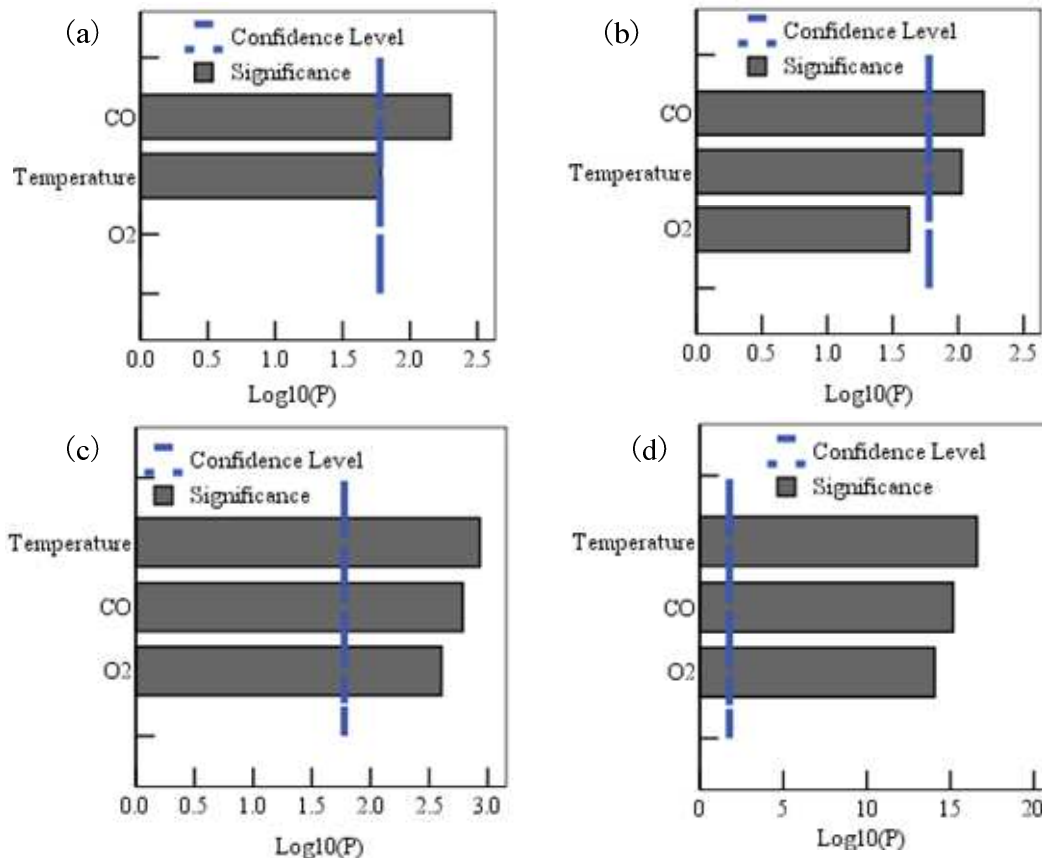 (a)
Confidence Level
Significance
CO
Temperature
O2
0.0 0.5 1.0 1.5 2.0 2.5
Log10(P)
(b)
Confidence Level
Significance
CO
Temperature
O2
0.0 0.5 1.0 1.5 2.0 2.5
Log10(P)
(c)
Confidence Level
Significance
Temperature
CO
O2
0.0 0.5 1.0 1.5 2.0 2.5 3.0
Log10(P)
(d)
Confidence Level
Significance
Temperature
CO
O2
0 5 10 15 20
Log10(P)